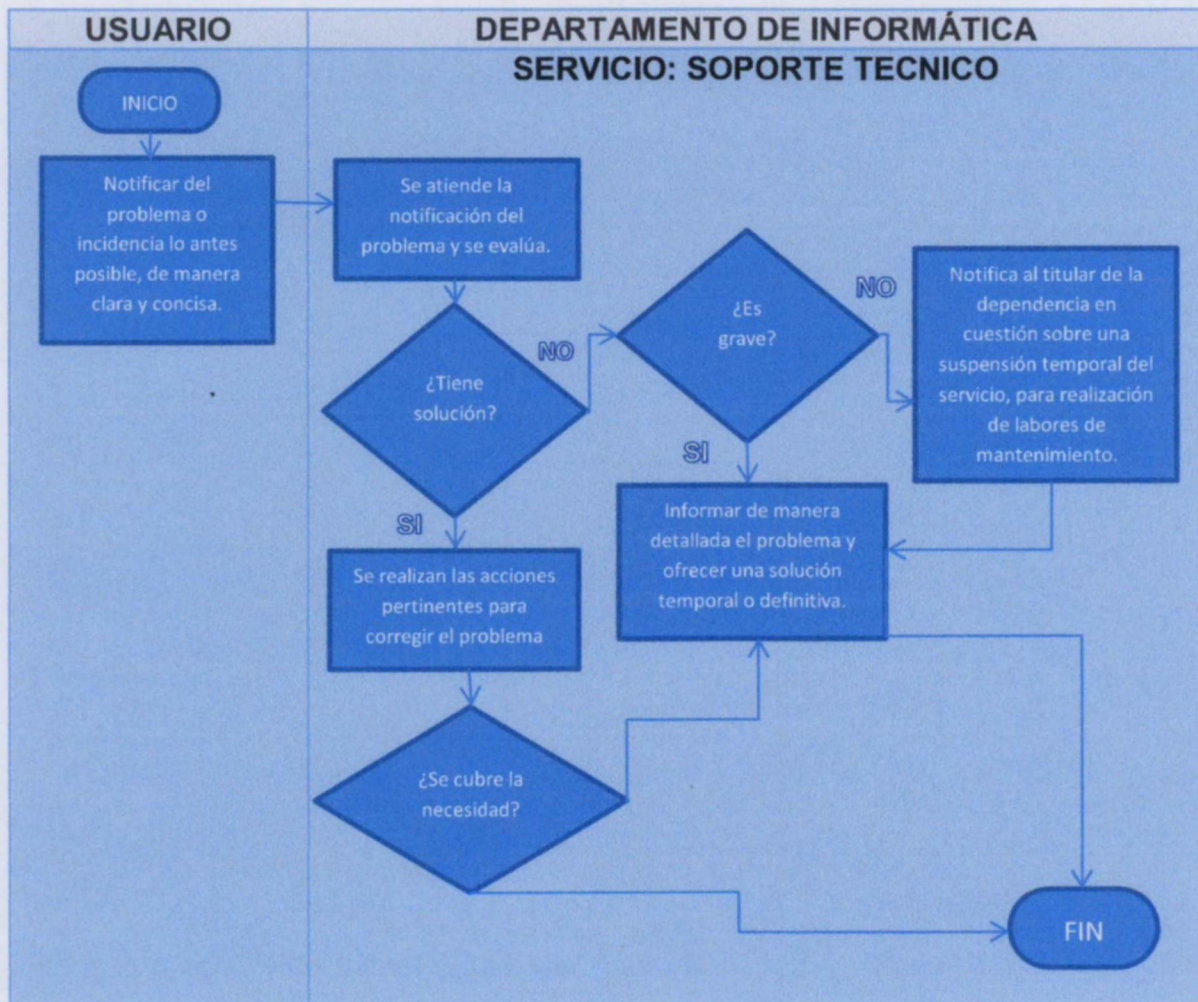 USUARIO
DEPARTAMENTO DE INFORMÁTICA
SERVICIO: SOPORTE TECNICO
INICIO
Notificar del
problema o
incidencia lo antes
posible, de manera
clara y concisa.
Se atiende la
notificación del
problema y se evalúa.
¿Tiene
solución?
NO
¿Es
grave?
NO
Notifica al titular de la
dependencia en
cuestión sobre una
suspensión temporal del
servicio, para realización
de labores de
mantenimiento.
SI
Informar de manera
detallada el problema y
ofrecer una solución
temporal o definitiva.
SI
Se realizan las acciones
pertinentes para
corregir el problema
¿Se cubre la
necesidad?
FIN